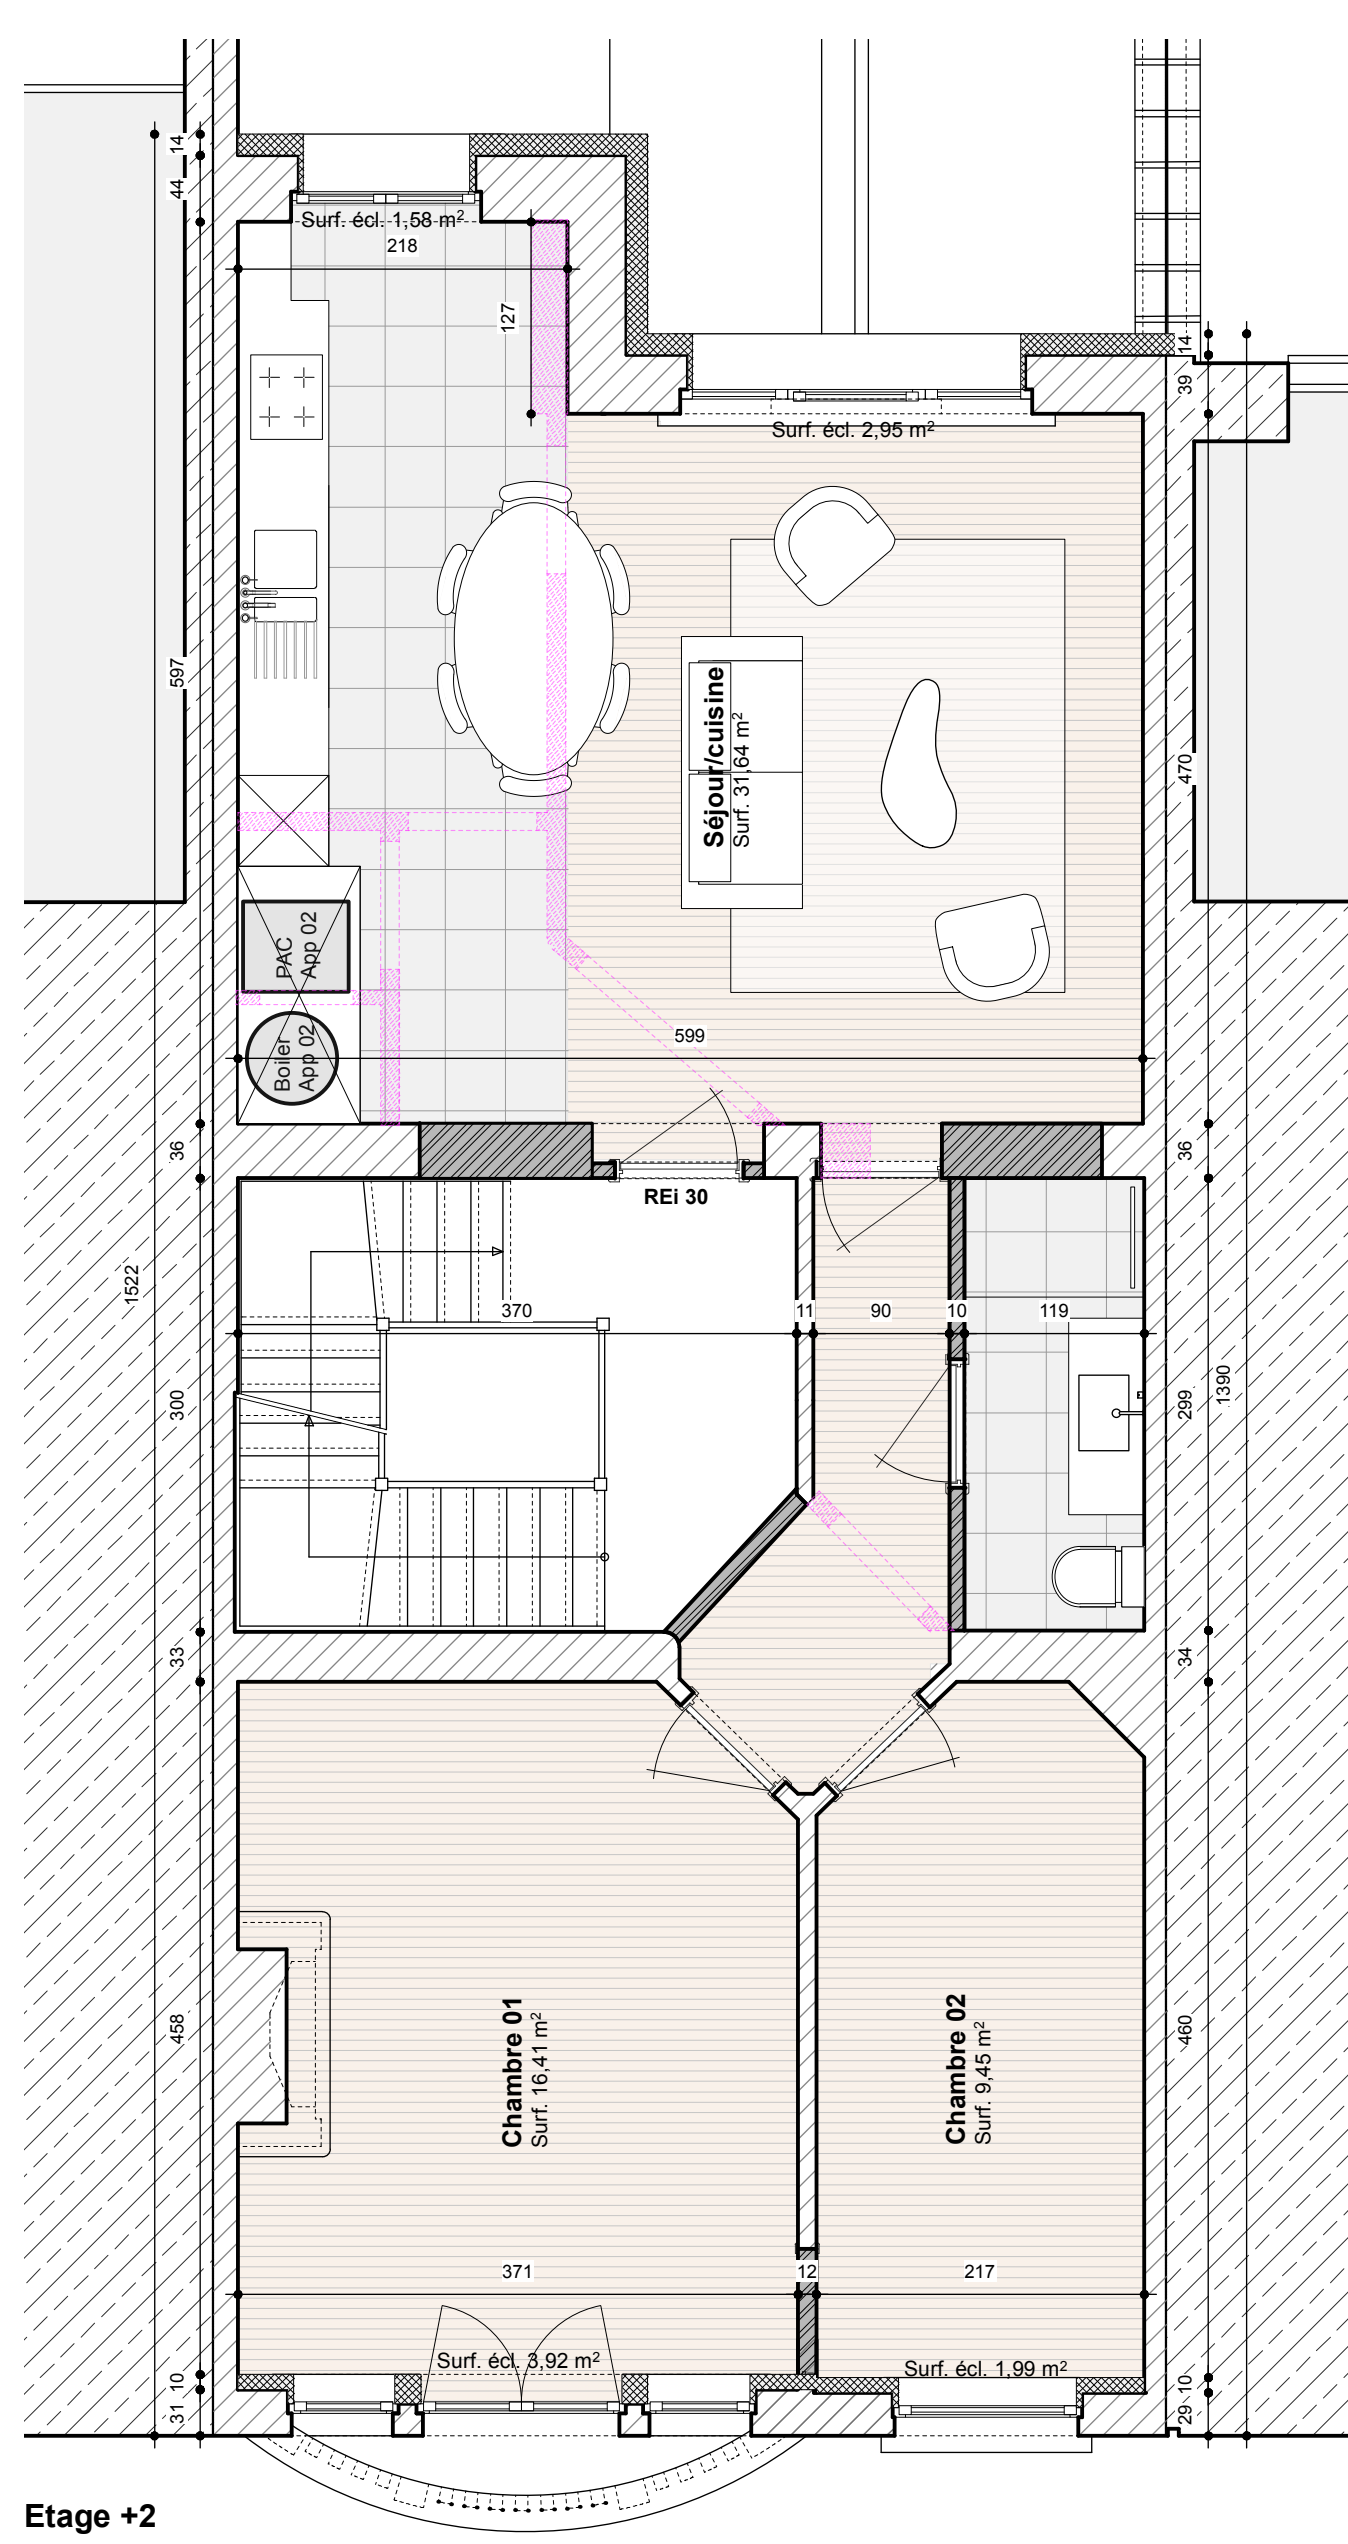 14
44
Surf. écl. 1,58 m²
218
127
14
39
Surf. écl. 2,95 m²
597
Séjour/cuisine
Surf. 31,64 m²
470
PAC
App 02
Boiler
App 02
599
36
36
REi 30
1522
370
11
90
10
119
300
299
1390
33
34
Chambre 01
Surf. 16,41 m²
Chambre 02
Surf. 9,45 m²
458
460
371
12
217
Surf. écl. 3,92 m²
Surf. écl. 1,99 m²
10
31
10
29
Etage +2